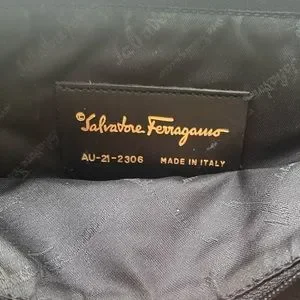 ©Salvatore Ferragamo
AU-21-2306 MADE IN ITALY